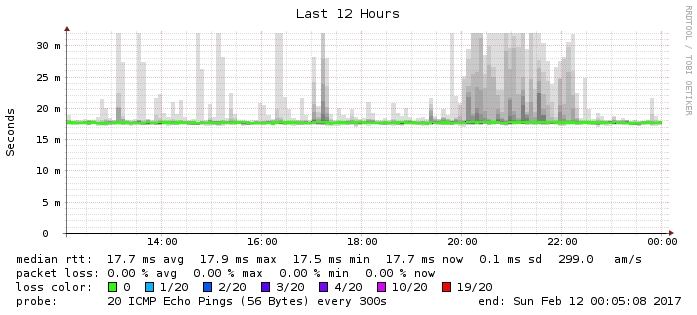 Last 12 Hours
RRDTOOL / TOBI OETIKER
Seconds
30 m
25 m
20 m
15 m
10 m
5 m
0
14:00 16:00 18:00 20:00 22:00 00:00
median rtt: 17.7 ms avg 17.9 ms max 17.5 ms min 17.7 ms now 0.1 ms sd 299.0 am/s
packet loss: 0.00 % avg 0.00 % max 0.00 % min 0.00 % now
loss color: 0 1/20 2/20 3/20 4/20 10/20 19/20
probe: 20 ICMP Echo Pings (56 Bytes) every 300s end: Sun Feb 12 00:05:08 2017